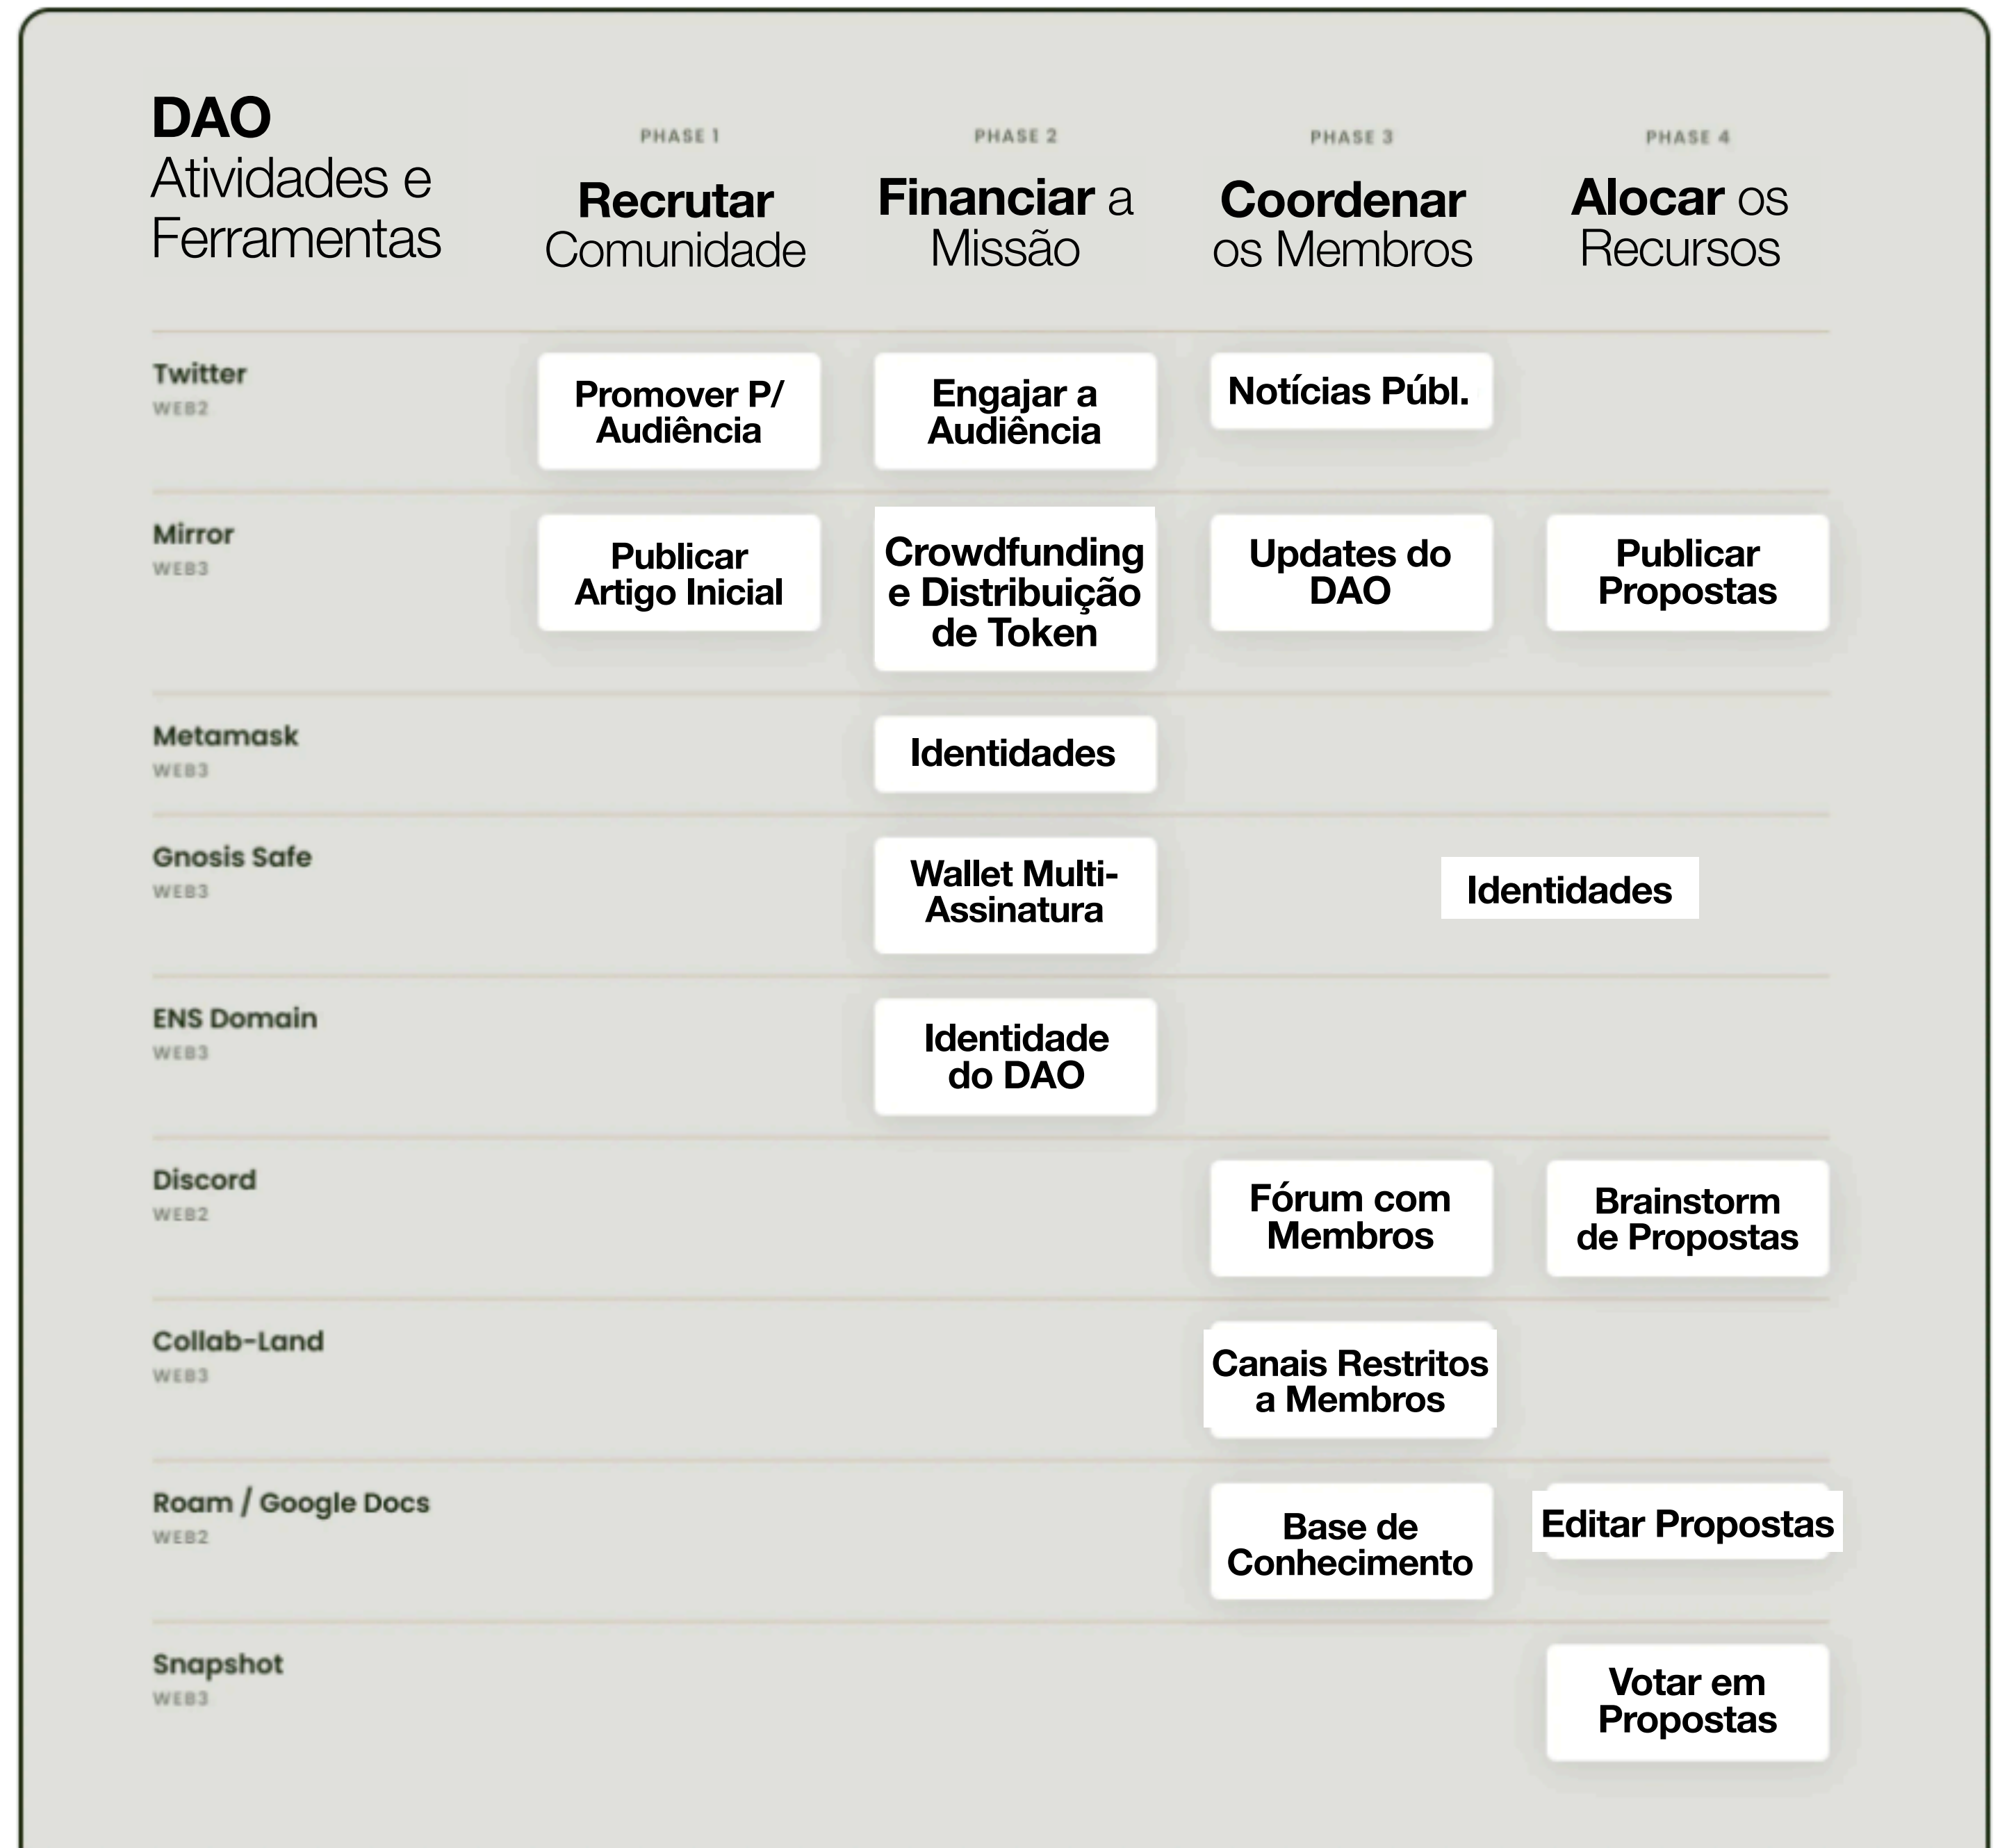 DAO
Atividades e
Ferramentas
PHASE 1
Recrutar
Comunidade
PHASE 2
Financiar a
Missão
PHASE 3
Coordenar
os Membros
PHASE 4
Alocar os
Recursos
Twitter
WEB2
Promover P/
Audiência
Engajar a
Audiência
Notícias Públ.
Mirror
WEB3
Publicar
Artigo Inicial
Crowdfunding
e Distribuição
de Token
Updates do
DAO
Publicar
Propostas
Metamask
WEB3
Identidades
Gnosis Safe
WEB3
Wallet Multi-
Assinatura
Identidades
ENS Domain
WEB3
Identidade
do DAO
Discord
WEB2
Fórum com
Membros
Brainstorm
de Propostas
Collab-Land
WEB3
Canais Restritos
a Membros
Roam / Google Docs
WEB2
Base de
Conhecimento
Editar Propostas
Snapshot
WEB3
Votar em
Propostas